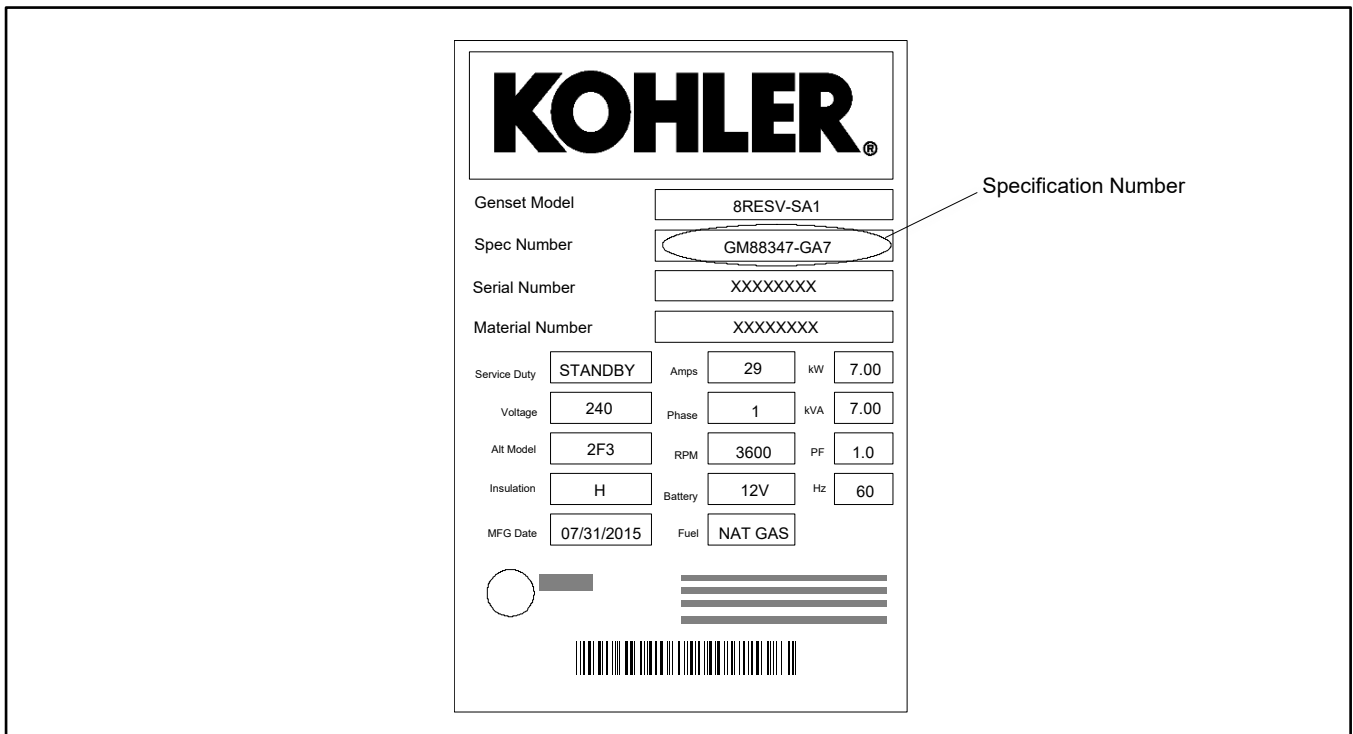 KOHLER®
Specification Number
Genset Model 8RESV-SA1
Spec Number GM88347-GA7
Serial Number XXXXXXXX
Material Number XXXXXXXX
Service Duty STANDBY Amps 29 kW 7.00
Voltage 240 Phase 1 kVA 7.00
Alt Model 2F3 RPM 3600 PF 1.0
Insulation H Battery 12V Hz 60
MFG Date 07/31/2015 Fuel NAT GAS